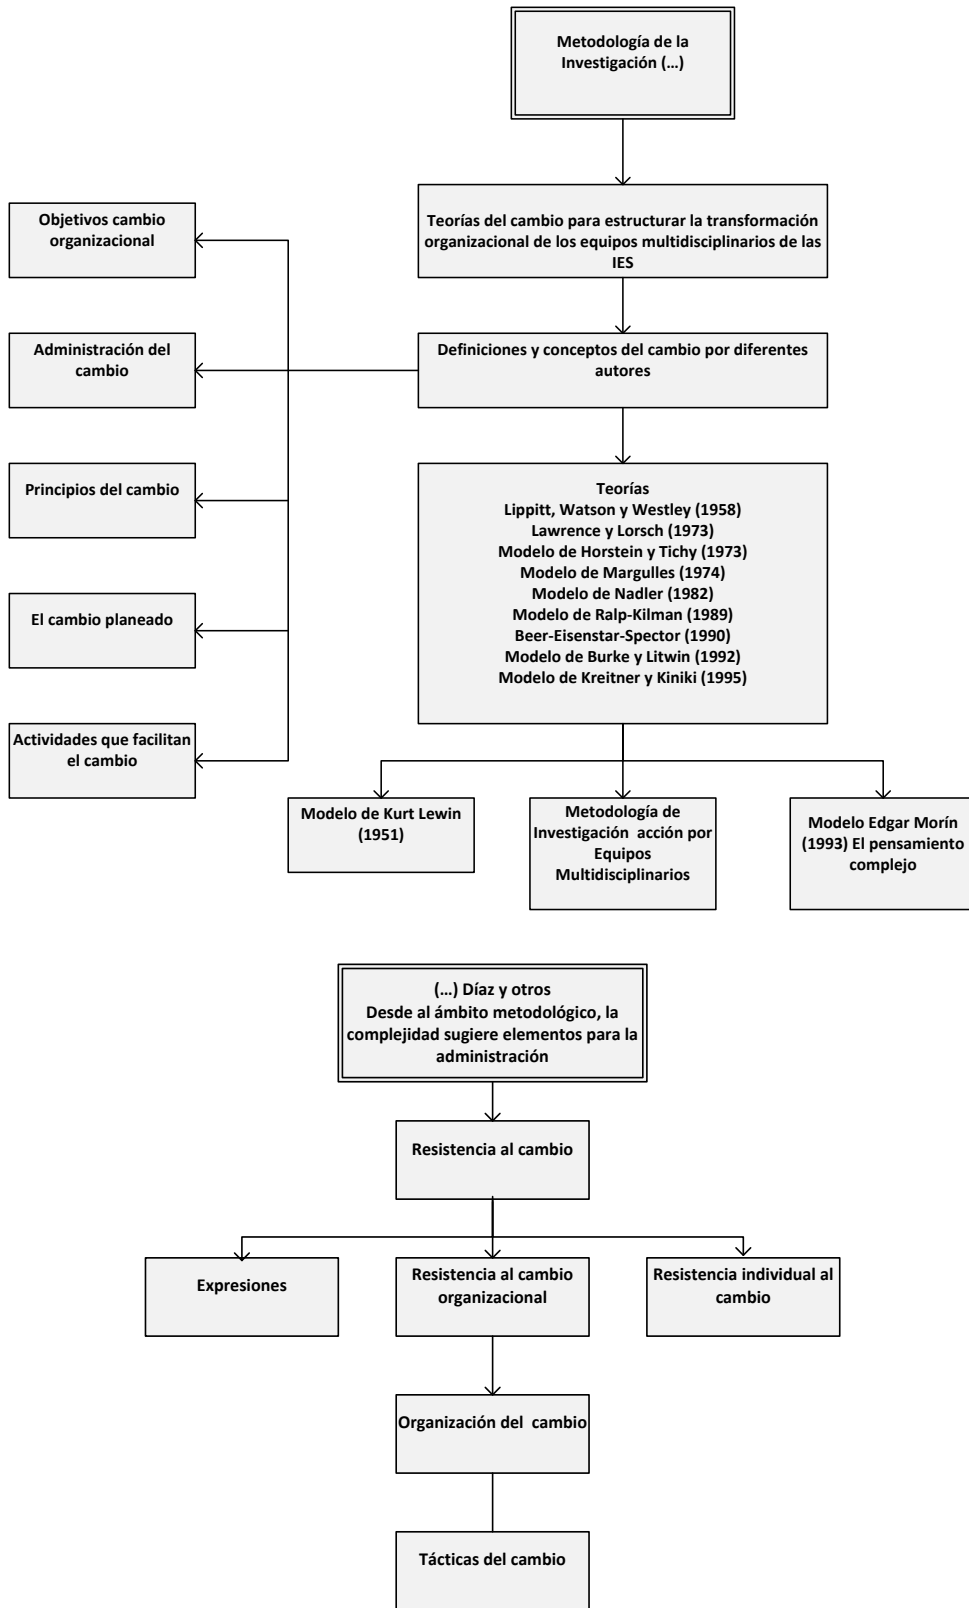 Metodología de la
Investigación (...)
Teorías del cambio para estructurar la transformación
organizacional de los equipos multidisciplinarios de las
IES
Objetivos cambio
organizacional
Administración del
cambio
Definiciones y conceptos del cambio por diferentes
autores
Principios del cambio
El cambio planeado
Actividades que facilitan
el cambio
Teorías
Lippitt, Watson y Westley (1958)
Lawrence y Lorsch (1973)
Modelo de Horstein y Tichy (1973)
Modelo de Margulles (1974)
Modelo de Nadler (1982)
Modelo de Ralp-Kilman (1989)
Beer-Eisenstar-Spector (1990)
Modelo de Burke y Litwin (1992)
Modelo de Kreitner y Kiniki (1995)
Modelo de Kurt Lewin
(1951)
Metodología de
Investigación acción por
Equipos
Multidisciplinarios
Modelo Edgar Morín
(1993) El pensamiento
complejo
(...) Díaz y otros
Desde al ámbito metodológico, la
complejidad sugiere elementos para la
administración
Resistencia al cambio
Expresiones
Resistencia al cambio
organizacional
Resistencia individual al
cambio
Organización del cambio
Tácticas del cambio